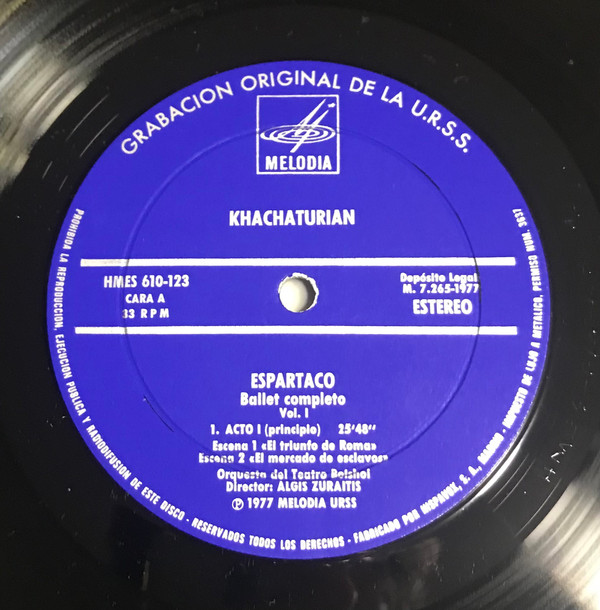 GRABACION ORIGINAL DE LA U.R.S.S.
MELODIA
KHACHATURIAN
HMES 610-123
CARA A
33 RPM
Depósito Legal:
M. 7.265-1977
ESTEREO
ESPARTACO
Ballet completo
Vol. I
1. ACTO I (principio) 25'48''
Escena 1 «El triunfo de Roma»
Escena 2 «El mercado de esclavos»
Orquesta del Teatro Bolshoi
Director: ALGIS ZURAITIS
℗ 1977 MELODIA URSS
PROHIBIDA LA REPRODUCCION, EJECUCION PUBLICA Y RADIODIFUSION DE ESTE DISCO - RESERVADOS TODOS LOS DERECHOS - FABRICADO POR HISPAVOX, S. A., MADRID - IMPUESTO DE LUJO A METALICO, PERMISO NUM. 3637